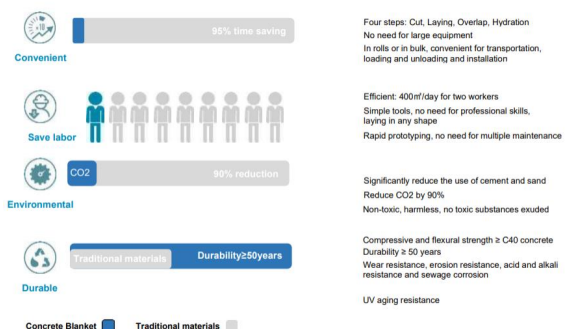 95% time saving
Convenient
Four steps: Cut, Laying, Overlap, Hydration
No need for large equipment
In rolls or in bulk, convenient for transportation,
loading and unloading and installation
Save labor
Efficient: 400㎡/day for two workers
Simple tools, no need for professional skills,
laying in any shape
Rapid prototyping, no need for multiple maintenance
CO2
90% reduction
Environmental
Significantly reduce the use of cement and sand
Reduce CO2 by 90%
Non-toxic, harmless, no toxic substances exuded
Traditional materials
Durability≥50years
Durable
Compressive and flexural strength ≥ C40 concrete
Durability ≥ 50 years
Wear resistance, erosion resistance, acid and alkali
resistance and sewage corrosion
UV aging resistance
Concrete Blanket
Traditional materials